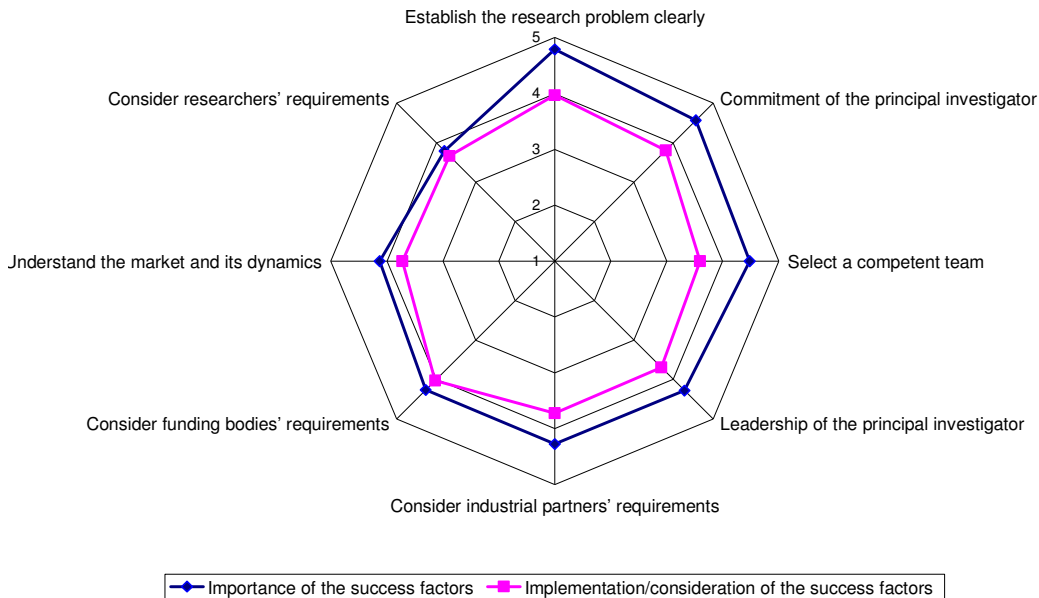 Establish the research problem clearly
5
Consider researchers’ requirements
4
Commitment of the principal investigator
3
2
Understand the market and its dynamics
1
Select a competent team
Consider funding bodies’ requirements
Leadership of the principal investigator
Consider industrial partners’ requirements
Importance of the success factors
Implementation/consideration of the success factors